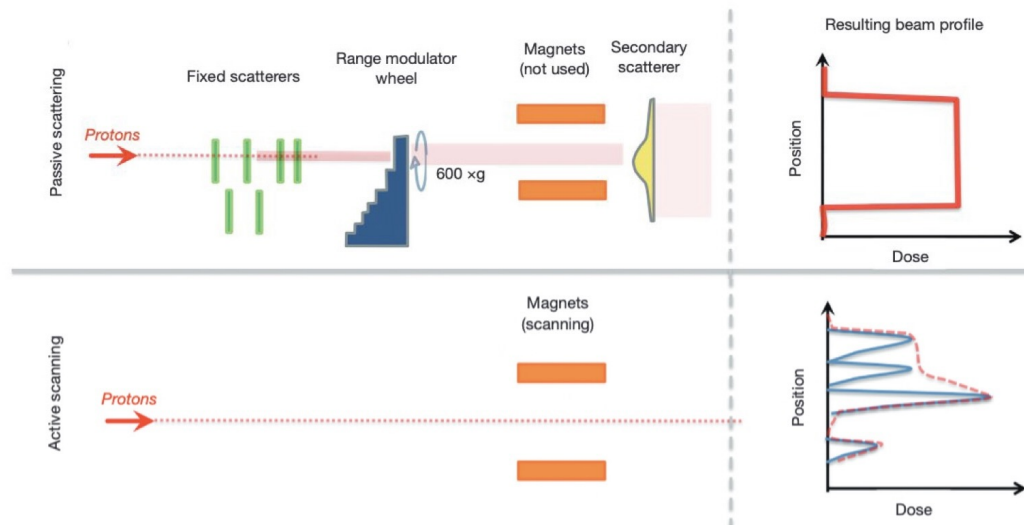 Resulting beam profile
Passive scattering
Protons
Fixed scatterers
Range modulator
wheel
600 ×g
Magnets
(not used)
Secondary
scatterer
Position
Dose
Active scanning
Protons
Magnets
(scanning)
Position
Dose